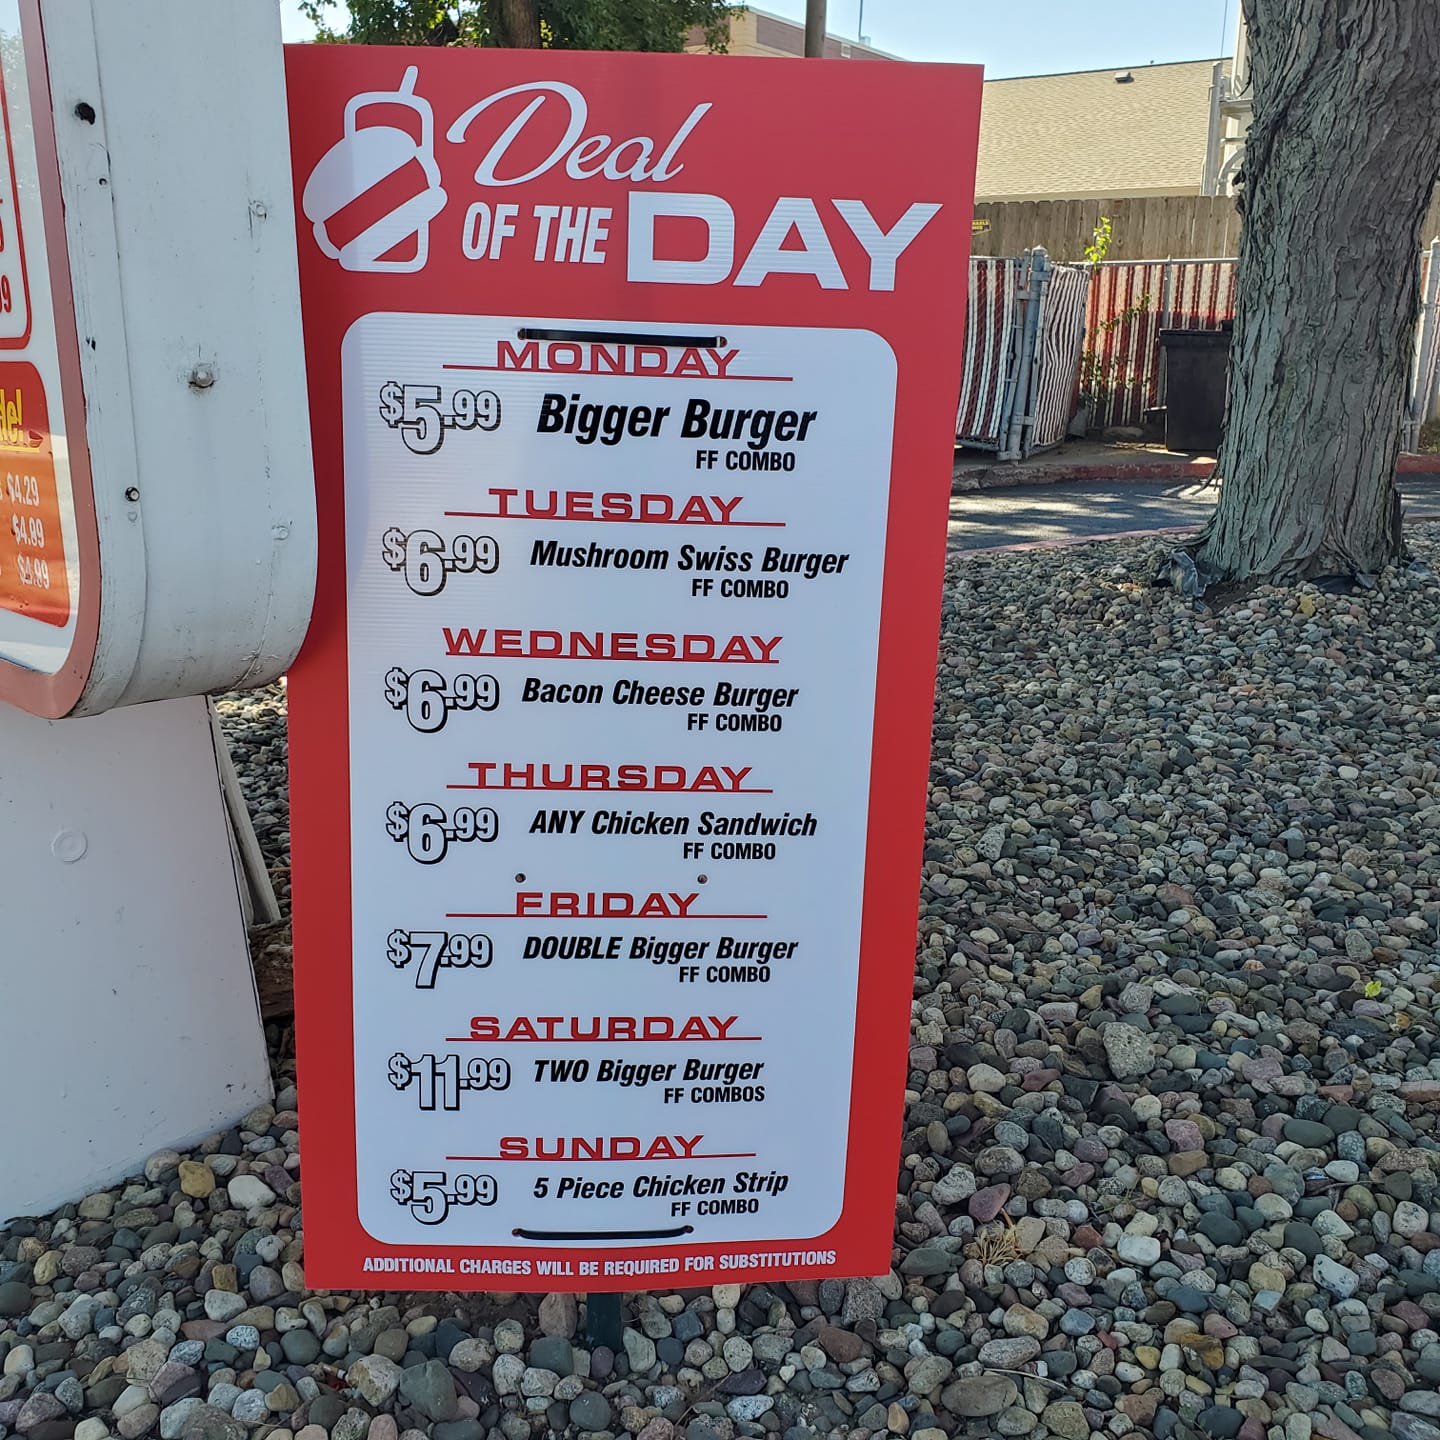 Deal
OF THE DAY
MONDAY
$5.99 Bigger Burger
FF COMBO
TUESDAY
$6.99 Mushroom Swiss Burger
FF COMBO
WEDNESDAY
$6.99 Bacon Cheese Burger
FF COMBO
THURSDAY
$6.99 ANY Chicken Sandwich
FF COMBO
FRIDAY
$7.99 DOUBLE Bigger Burger
FF COMBO
SATURDAY
$11.99 TWO Bigger Burger
FF COMBOS
SUNDAY
$5.99 5 Piece Chicken Strip
FF COMBO
ADDITIONAL CHARGES WILL BE REQUIRED FOR SUBSTITUTIONS
$4.29
$4.99
$4.99